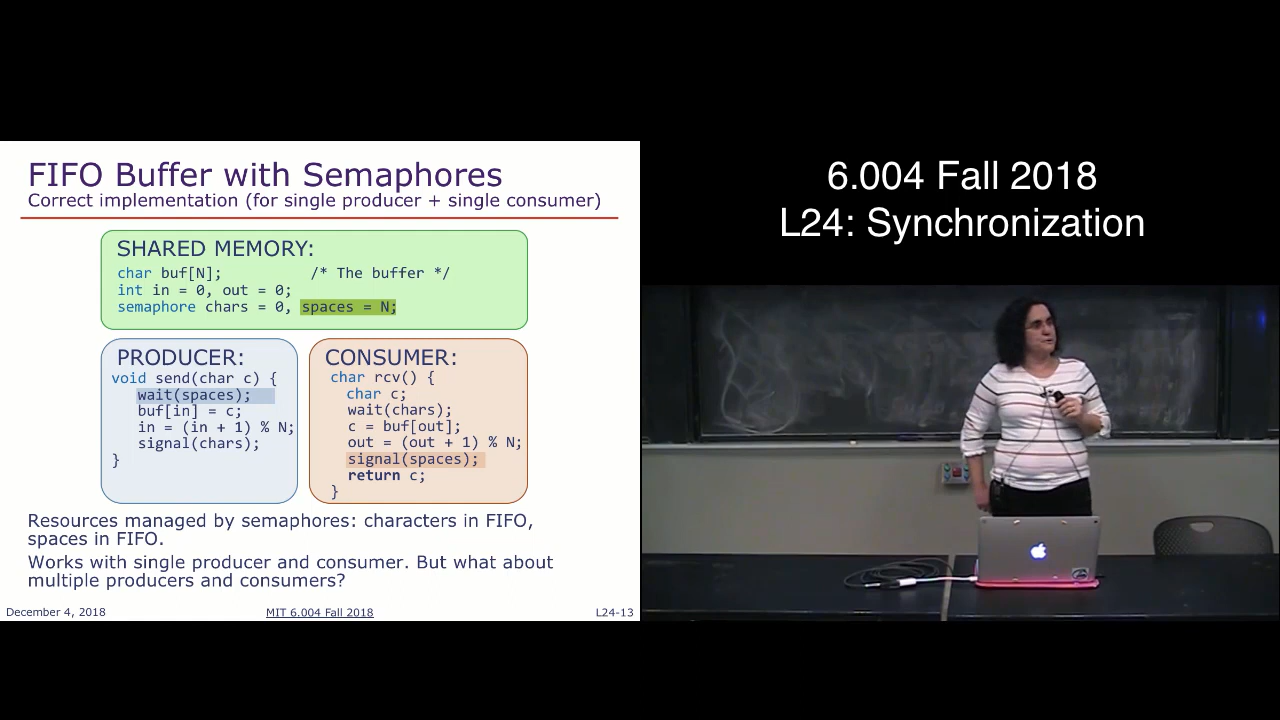 FIFO Buffer with Semaphores
Correct implementation (for single producer + single consumer)
SHARED MEMORY:
char buf[N]; /* The buffer */
int in = 0, out = 0;
semaphore chars = 0, spaces = N;
PRODUCER:
void send(char c) {
wait(spaces);
buf[in] = c;
in = (in + 1) % N;
signal(chars);
}
CONSUMER:
char rcv() {
char c;
wait(chars);
c = buf[out];
out = (out + 1) % N;
signal(spaces);
return c;
}
Resources managed by semaphores: characters in FIFO,
spaces in FIFO.
Works with single producer and consumer. But what about
multiple producers and consumers?
December 4, 2018
MIT 6.004 Fall 2018
L24-13
6.004 Fall 2018
L24: Synchronization